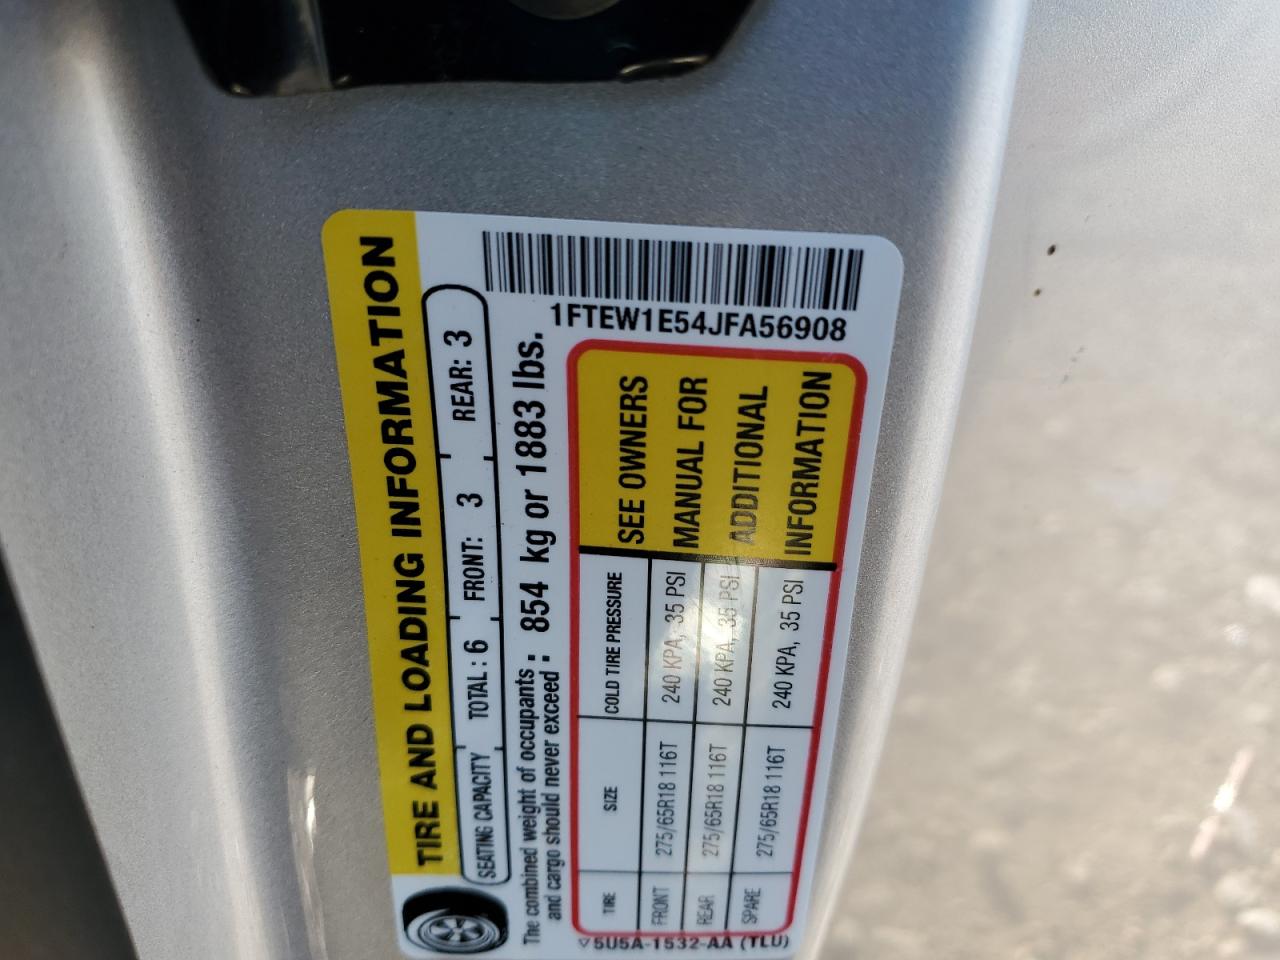 TIRE AND LOADING INFORMATION
SEATING CAPACITY TOTAL: 6 FRONT: 3 REAR: 3
The combined weight of occupants and cargo should never exceed : 854 kg or 1883 lbs.
1FTEW1E54JFA56908
TIRE SIZE COLD TIRE PRESSURE
FRONT 275/65R18 116T 240 KPA, 35 PSI
REAR 275/65R18 116T 240 KPA, 35 PSI
SPARE 275/65R18 116T 240 KPA, 35 PSI
SEE OWNERS
MANUAL FOR
ADDITIONAL
INFORMATION
5U5A-1532-AA (TLU)